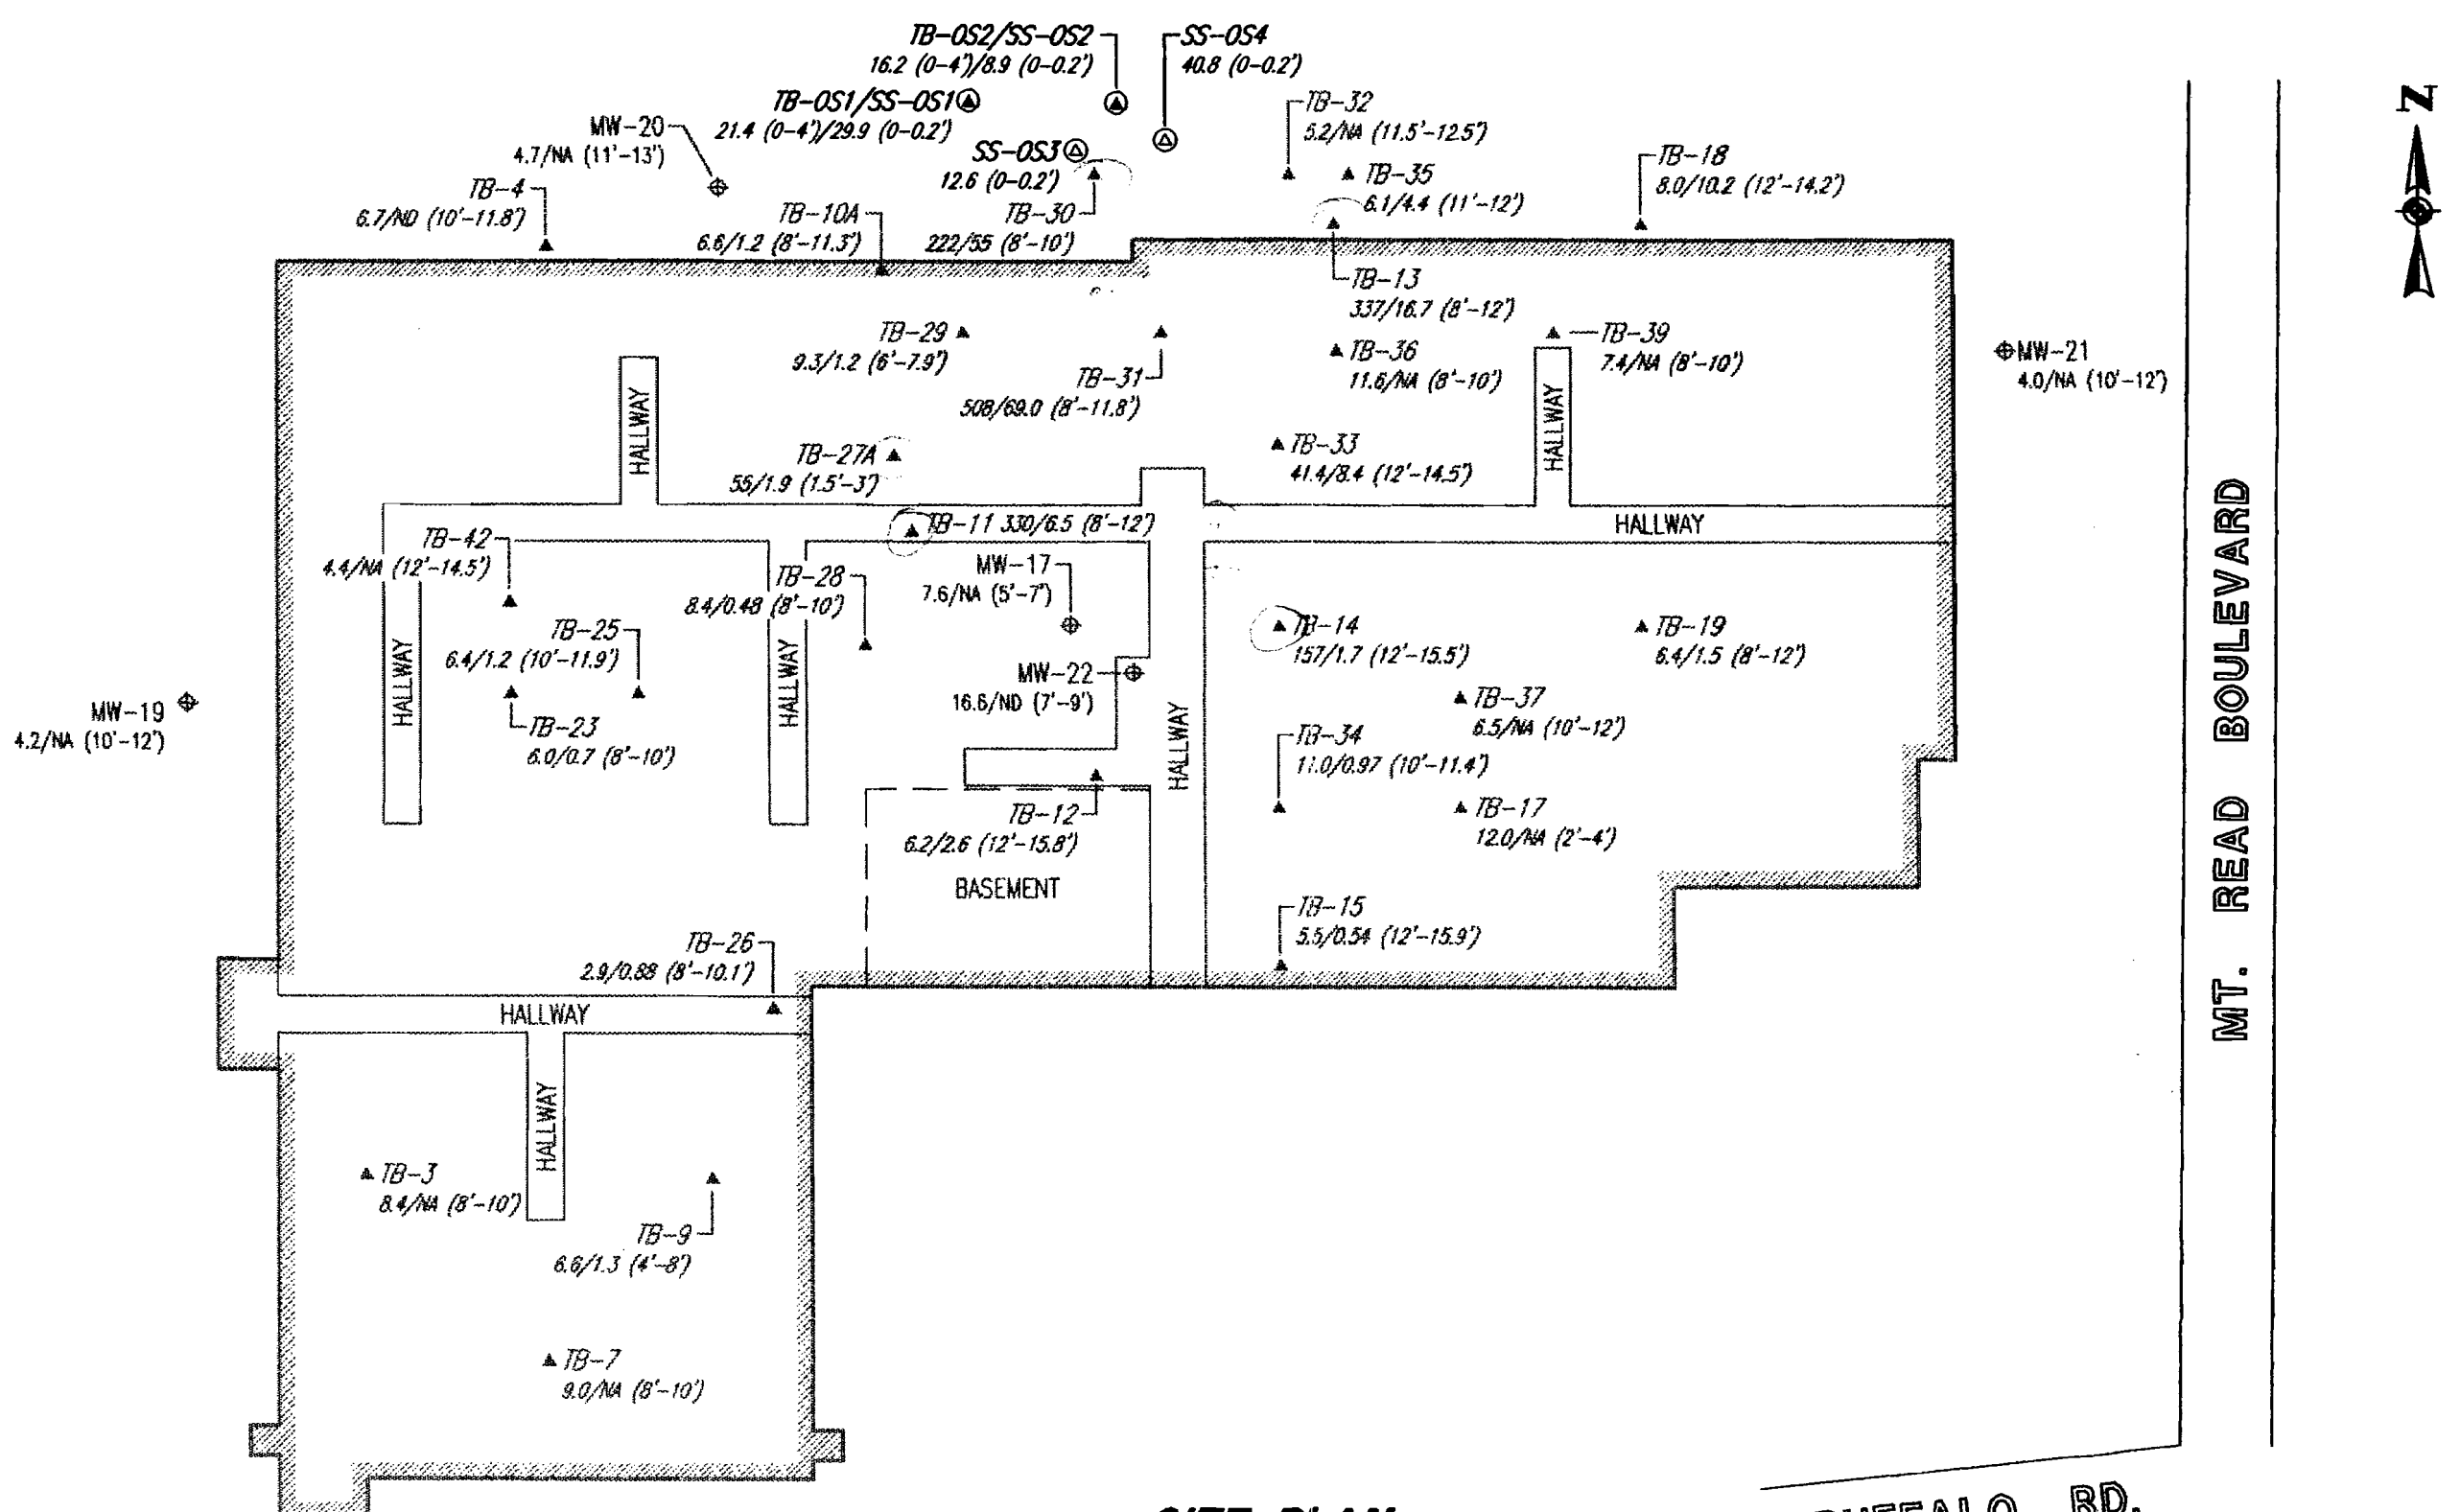 TB-OS2/SS-OS2
16.2 (0-4')/8.9 (0-0.2')
SS-OS4
40.8 (0-0.2')
TB-OS1/SS-OS1
21.4 (0-4')/29.9 (0-0.2')
MW-20
4.7/NA (11'-13')
SS-OS3
12.6 (0-0.2')
TB-32
5.2/NA (11.5'-12.5')
TB-35
6.1/4.4 (11'-12')
TB-18
8.0/10.2 (12'-14.2')
N
TB-4
6.7/ND (10'-11.8')
TB-10A
6.6/1.2 (8'-11.3')
TB-30
222/55 (8'-10')
TB-13
337/16.7 (8'-12')
TB-29
9.3/1.2 (6'-7.9')
TB-31
508/69.0 (8'-11.8')
TB-36
11.6/NA (8'-10')
TB-39
7.4/NA (8'-10')
MW-21
4.0/NA (10'-12')
HALLWAY
HALLWAY
TB-27A
55/1.9 (1.5'-3')
TB-33
41.4/8.4 (12'-14.5')
TB-11 330/6.5 (8'-12')
HALLWAY
TB-42
4.4/NA (12'-14.5')
TB-28
8.4/0.48 (8'-10')
MW-17
7.6/NA (5'-7')
TB-25
6.4/1.2 (10'-11.9')
TB-14
157/1.7 (12'-15.5')
TB-19
6.4/1.5 (8'-12')
MW-22
16.6/ND (7'-9')
HALLWAY
HALLWAY
HALLWAY
MW-19
4.2/NA (10'-12')
TB-23
6.0/0.7 (8'-10')
TB-37
6.5/NA (10'-12')
TB-34
11.0/0.97 (10'-11.4')
TB-12
6.2/2.6 (12'-15.8')
TB-17
12.0/NA (2'-4')
BASEMENT
TB-15
5.5/0.54 (12'-15.9')
TB-26
2.9/0.88 (8'-10.1')
HALLWAY
HALLWAY
TB-3
8.4/NA (8'-10')
TB-9
6.6/1.3 (4'-8')
TB-7
9.0/NA (8'-10')
MT. READ BOULEVARD
SITE PLAN
BUFFALO RD.